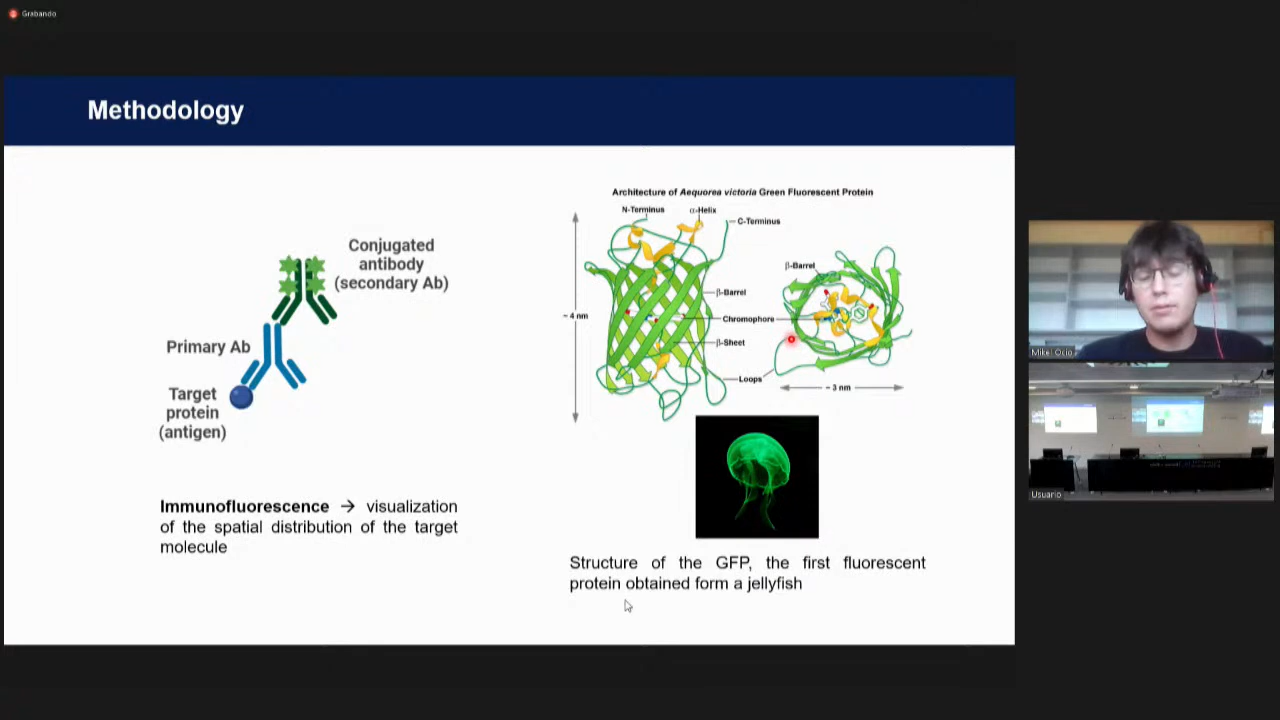 Grabando
Methodology
Conjugated
antibody
(secondary Ab)
Primary Ab
Target
protein
(antigen)
Immunofluorescence → visualization
of the spatial distribution of the target
molecule
Architecture of Aequorea victoria Green Fluorescent Protein
N-Terminus
α-Helix
C-Terminus
β-Barrel
β-Barrel
~ 4 nm
Chromophore
β-Sheet
Loops
~ 3 nm
Structure of the GFP, the first fluorescent
protein obtained form a jellyfish
Mikel Ocio
Usuario